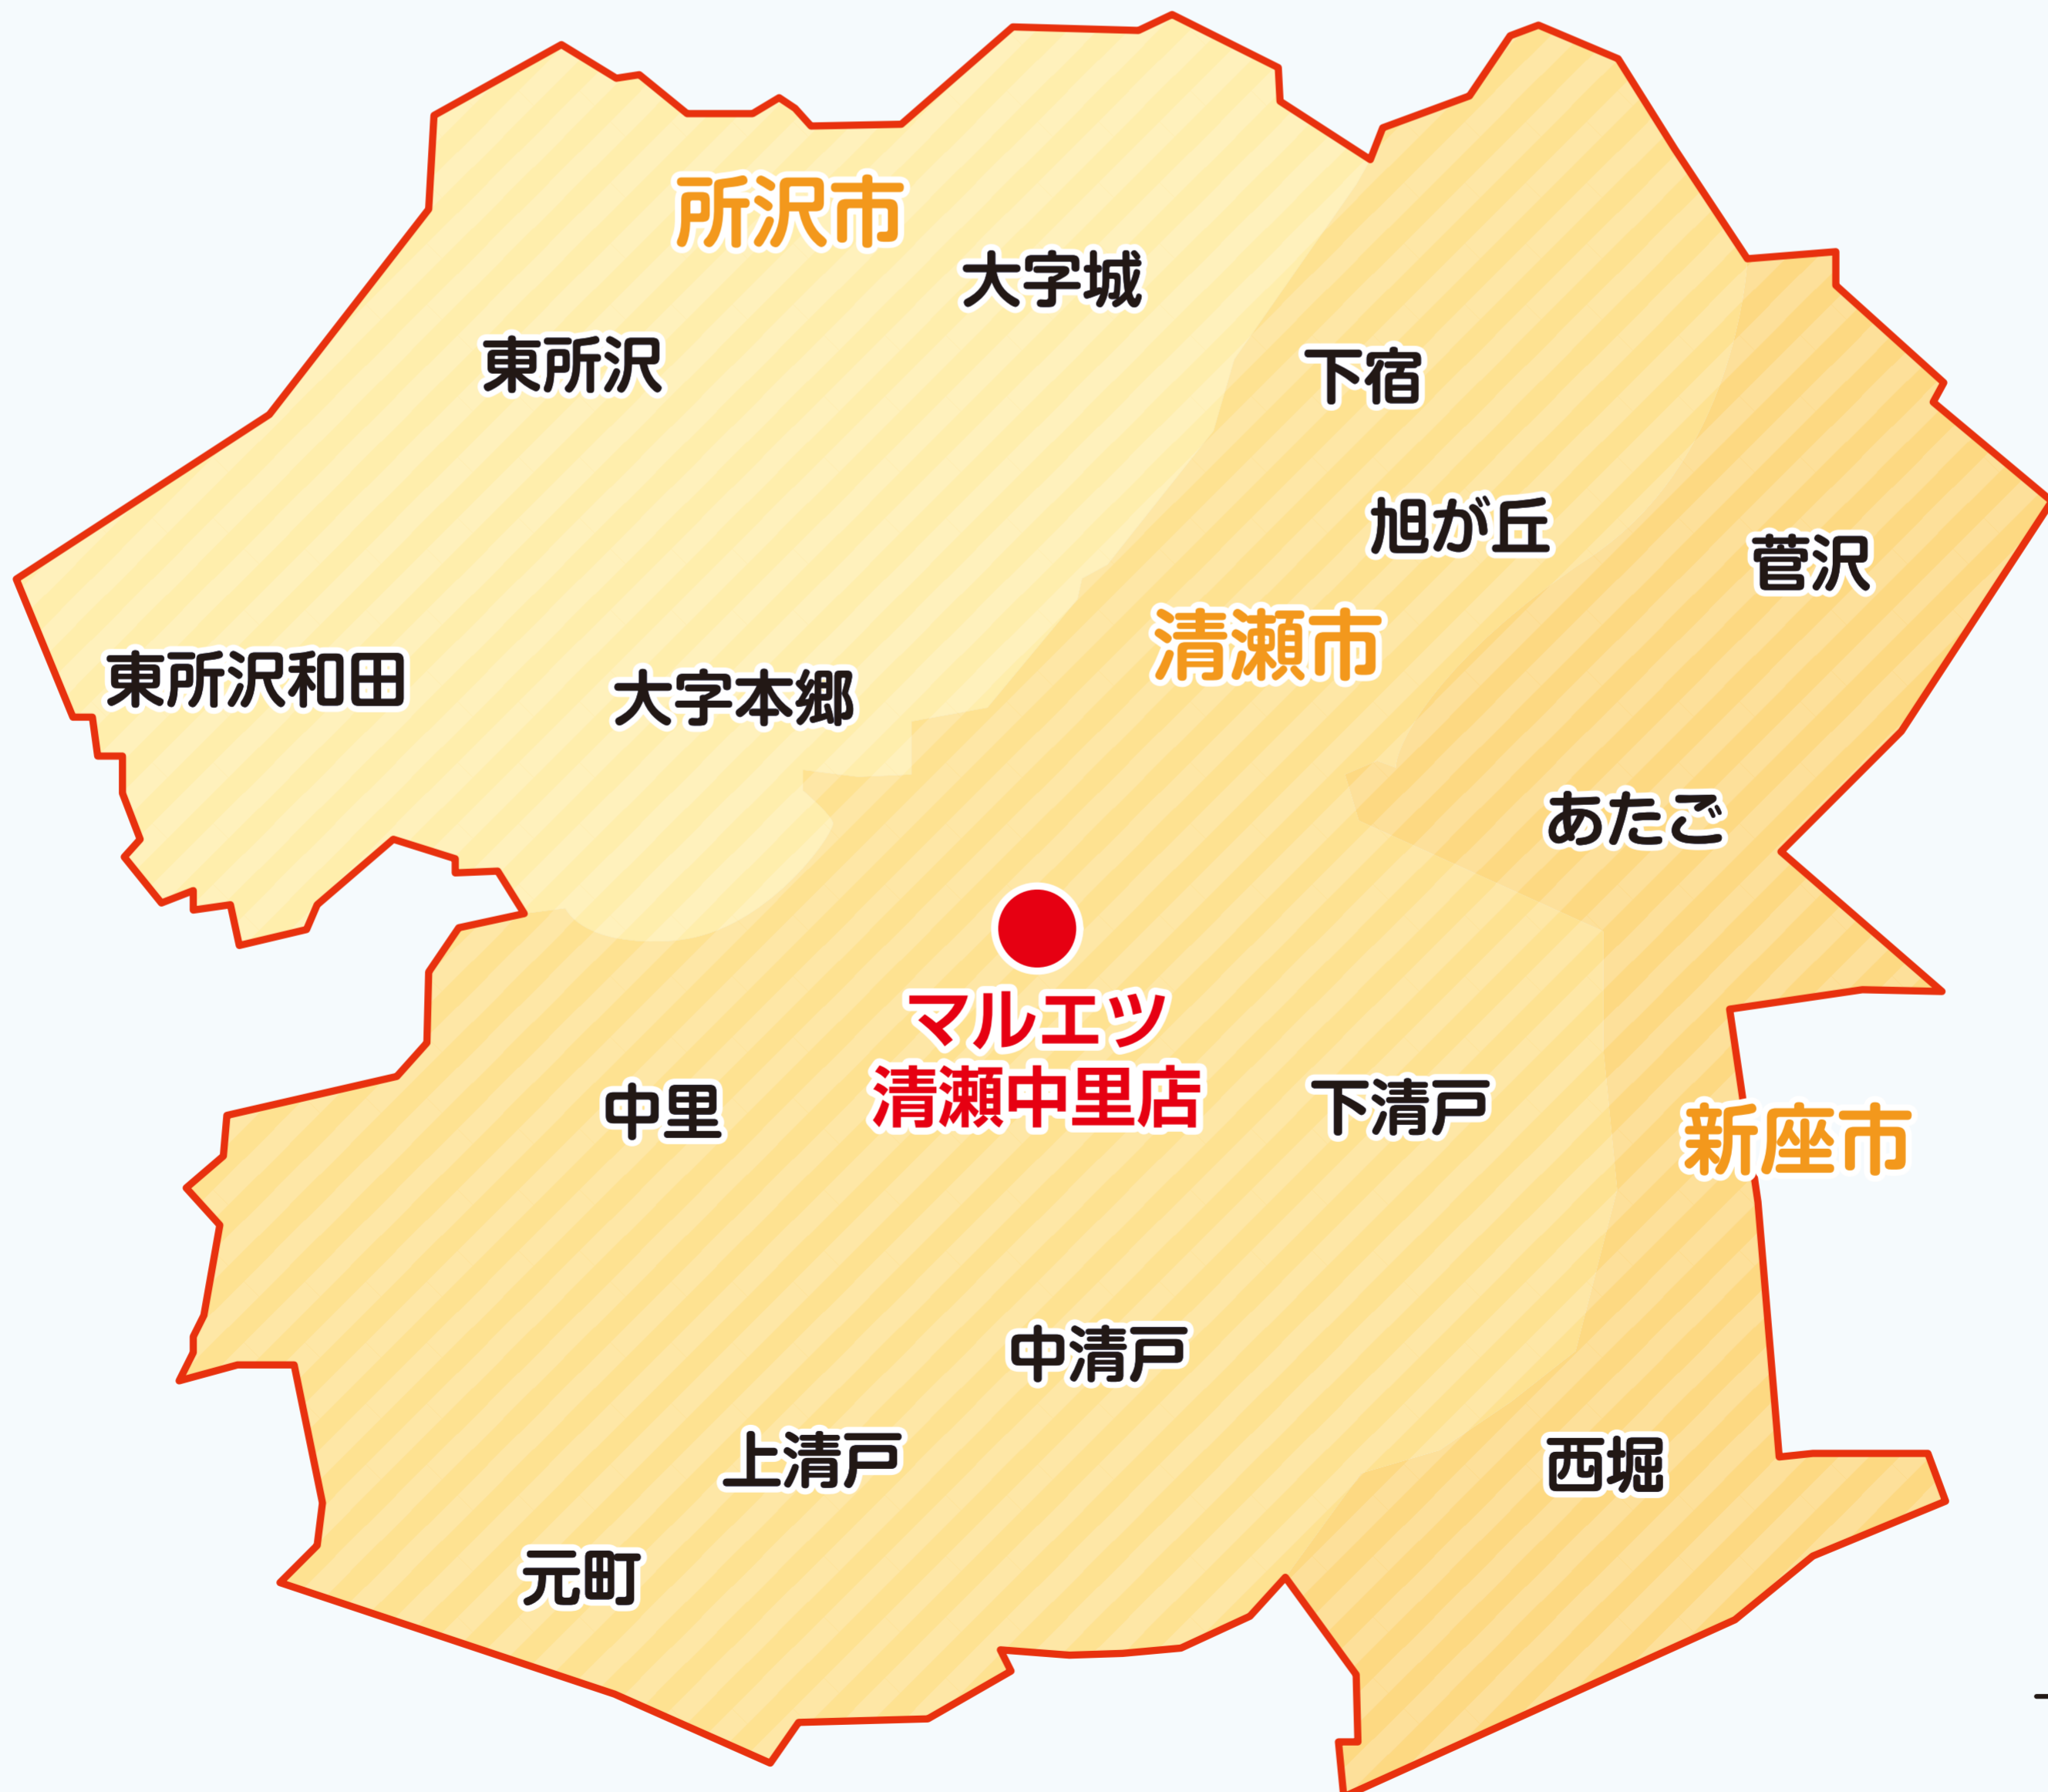 所沢市
大字城
東所沢
下宿
旭が丘
菅沢
清瀬市
東所沢和田
大字本郷
あたご
マルエツ
清瀬中里店
中里
下清戸
新座市
中清戸
上清戸
西堀
元町